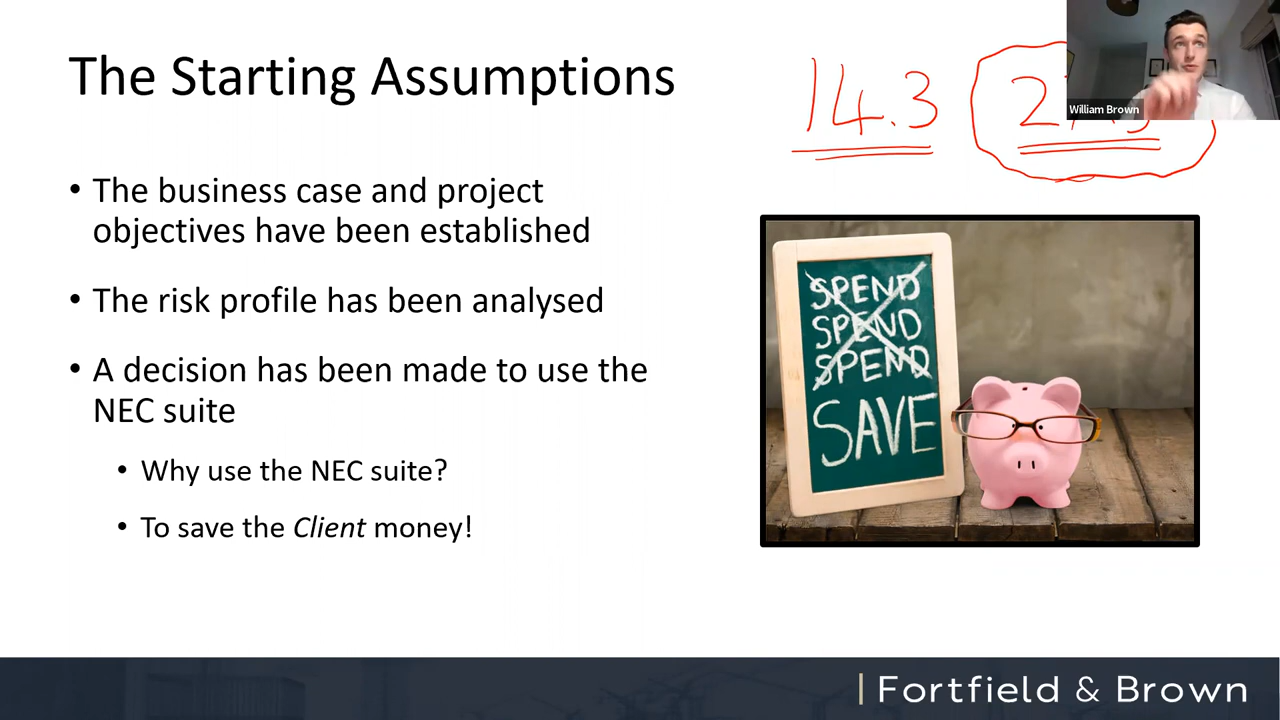 The Starting Assumptions
14.3
William Brown
• The business case and project
objectives have been established
• The risk profile has been analysed
• A decision has been made to use the
NEC suite
• Why use the NEC suite?
• To save the Client money!
SPEND
SPEND
SPEND
SAVE
| Fortfield & Brown